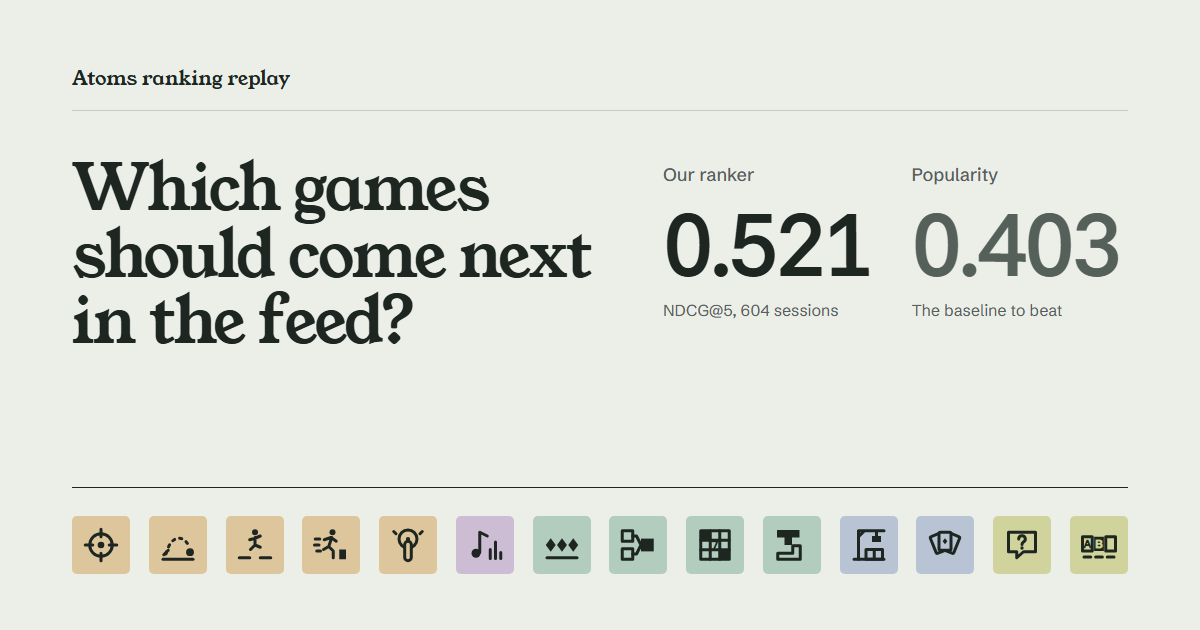 Atoms ranking replay
Which games
should come next
in the feed?
Our ranker
0.521
NDCG@5, 604 sessions
Popularity
0.403
The baseline to beat
7
?
A B